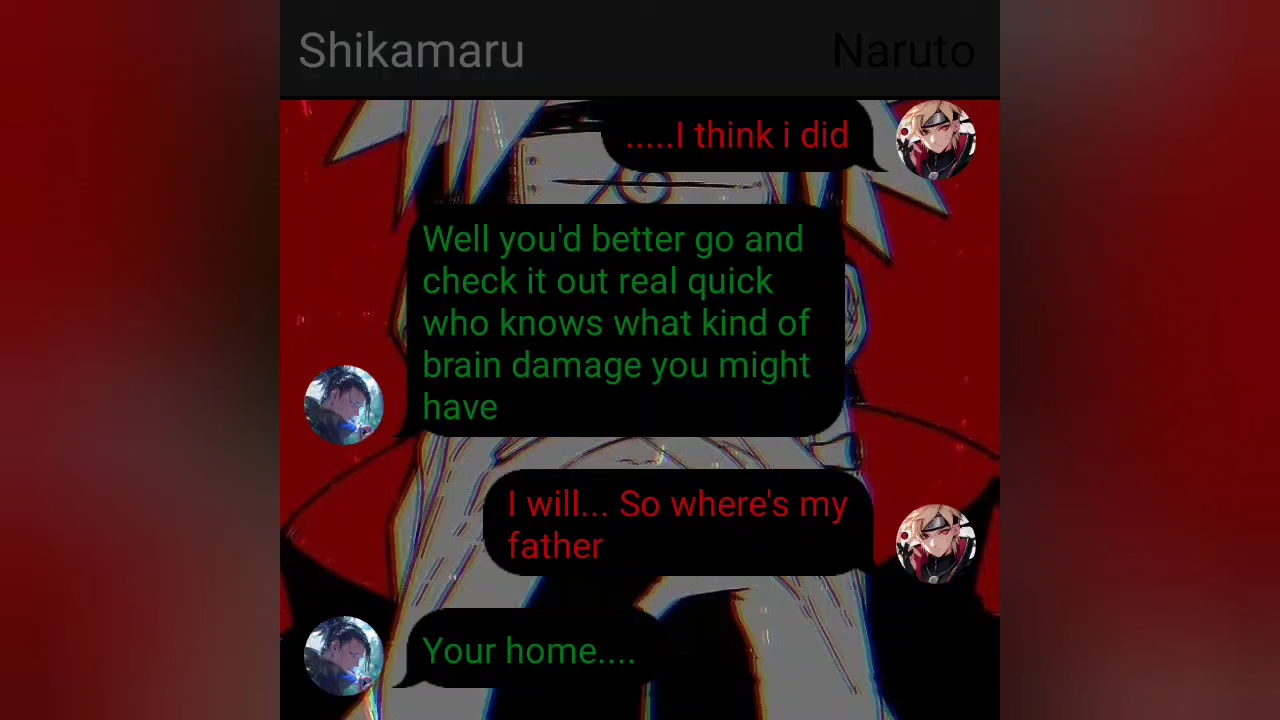 Shikamaru
Naruto
.....I think i did
Well you'd better go and
check it out real quick
who knows what kind of
brain damage you might
have
I will... So where's my
father
Your home....